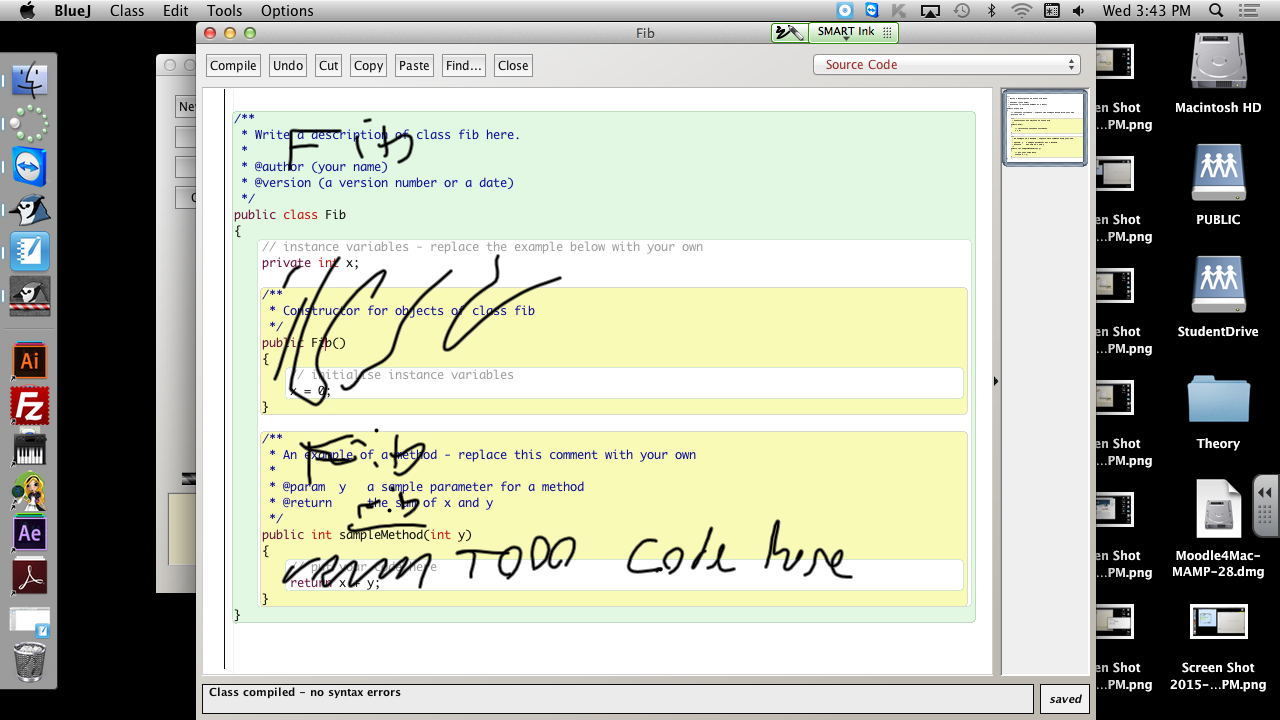 BlueJ Class Edit Tools Options Wed 3:43 PM
Fib
SMART Ink
Compile Undo Cut Copy Paste Find... Close Source Code
/**
* Write a description of class fib here.
*
* @author (your name)
* @version (a version number or a date)
*/
Fib
public class Fib
{
// instance variables - replace the example below with your own
private int x;
/**
* Constructor for objects of class fib
*/
public Fib()
{
// initialise instance variables
x = 0;
}
/**
* An example of a method - replace this comment with your own
*
* @param y a sample parameter for a method
* @return the sum of x and y
*/
Fib
Fib
public int sampleMethod(int y)
{
// put your code here
return x + y;
TODO Code here
}
}
Class compiled - no syntax errors
saved
Ai
Fz
Ae
Macintosh HD
PUBLIC
StudentDrive
Theory
Moodle4Mac-
MAMP-28.dmg
Screen Shot
2015-...PM.png
een Shot
...PM.png
en Shot
...PM.png
en Shot
...PM.png
en Shot
...PM.png
en Shot
...PM.png
en Shot
...PM.png